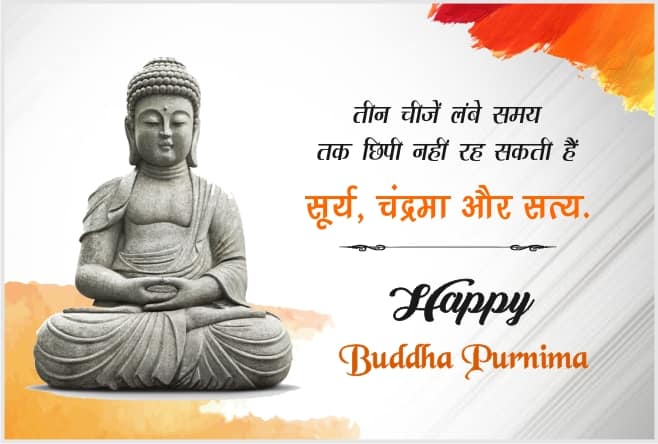 तीन चीजें लंबे समय
तक छिपी नहीं रह सकती हैं
सूर्य, चंद्रमा और सत्य.
Happy
Buddha Purnima